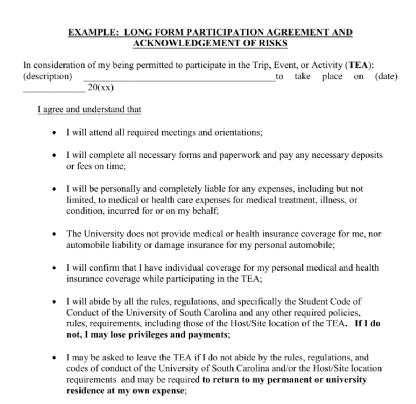 EXAMPLE: LONG FORM PARTICIPATION AGREEMENT AND
ACKNOWLEDGEMENT OF RISKS
In consideration of my being permitted to participate in the Trip, Event, or Activity (TEA):
(description) ________________________________________to take place on (date)
_____________ 20(xx)
I agree and understand that
• I will attend all required meetings and orientations;
• I will complete all necessary forms and paperwork and pay any necessary deposits
or fees on time;
• I will be personally and completely liable for any expenses, including but not
limited, to medical or health care expenses for medical treatment, illness, or
condition, incurred for or on my behalf;
• The University does not provide medical or health insurance coverage for me, nor
automobile liability or damage insurance for my personal automobile;
• I will confirm that I have individual coverage for my personal medical and health
insurance coverage while participating in the TEA;
• I will abide by all the rules, regulations, and specifically the Student Code of
Conduct of the University of South Carolina and any other required policies,
rules, requirements, including those of the Host/Site location of the TEA. If I do
not, I may lose privileges and payments;
• I may be asked to leave the TEA if I do not abide by the rules, regulations, and
codes of conduct of the University of South Carolina and/or the Host/Site location
requirements and may be required to return to my permanent or university
residence at my own expense;